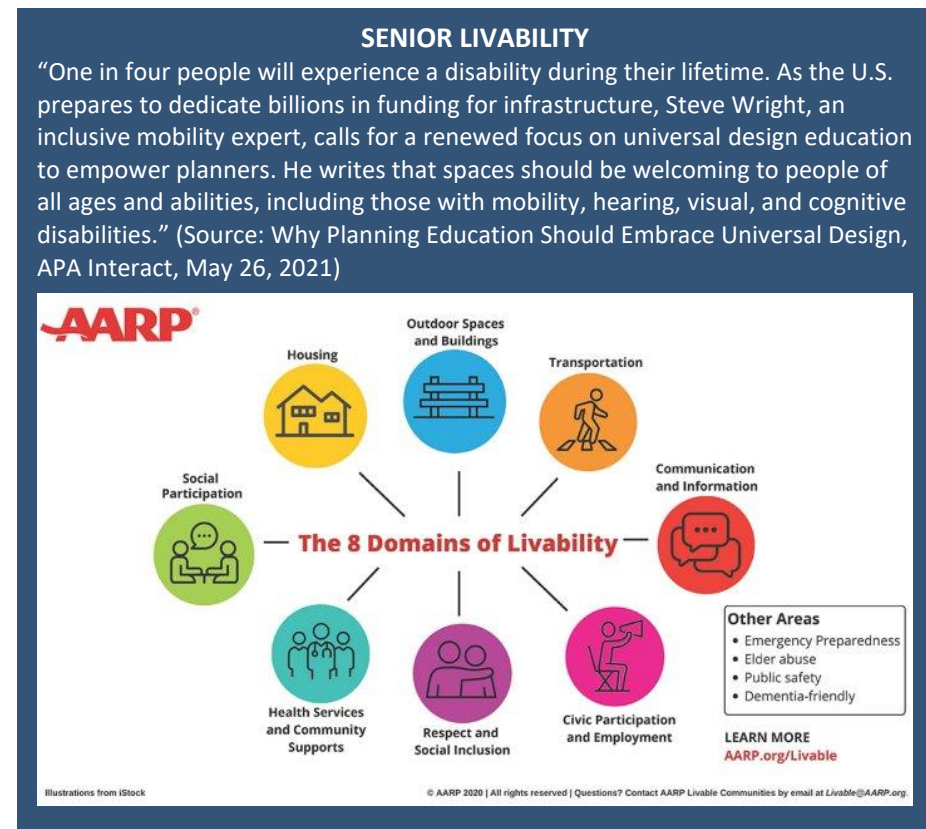 SENIOR LIVABILITY
“One in four people will experience a disability during their lifetime. As the U.S.
prepares to dedicate billions in funding for infrastructure, Steve Wright, an
inclusive mobility expert, calls for a renewed focus on universal design education
to empower planners. He writes that spaces should be welcoming to people of
all ages and abilities, including those with mobility, hearing, visual, and cognitive
disabilities.” (Source: Why Planning Education Should Embrace Universal Design,
APA Interact, May 26, 2021)
AARP®
Housing
Outdoor Spaces
and Buildings
Transportation
Social
Participation
Communication
and Information
The 8 Domains of Livability
Health Services
and Community
Supports
Respect and
Social Inclusion
Civic Participation
and Employment
Other Areas
• Emergency Preparedness
• Elder abuse
• Public safety
• Dementia-friendly
LEARN MORE
AARP.org/Livable
Illustrations from iStock
© AARP 2020 | All rights reserved | Questions? Contact AARP Livable Communities by email at Livable@AARP.org.